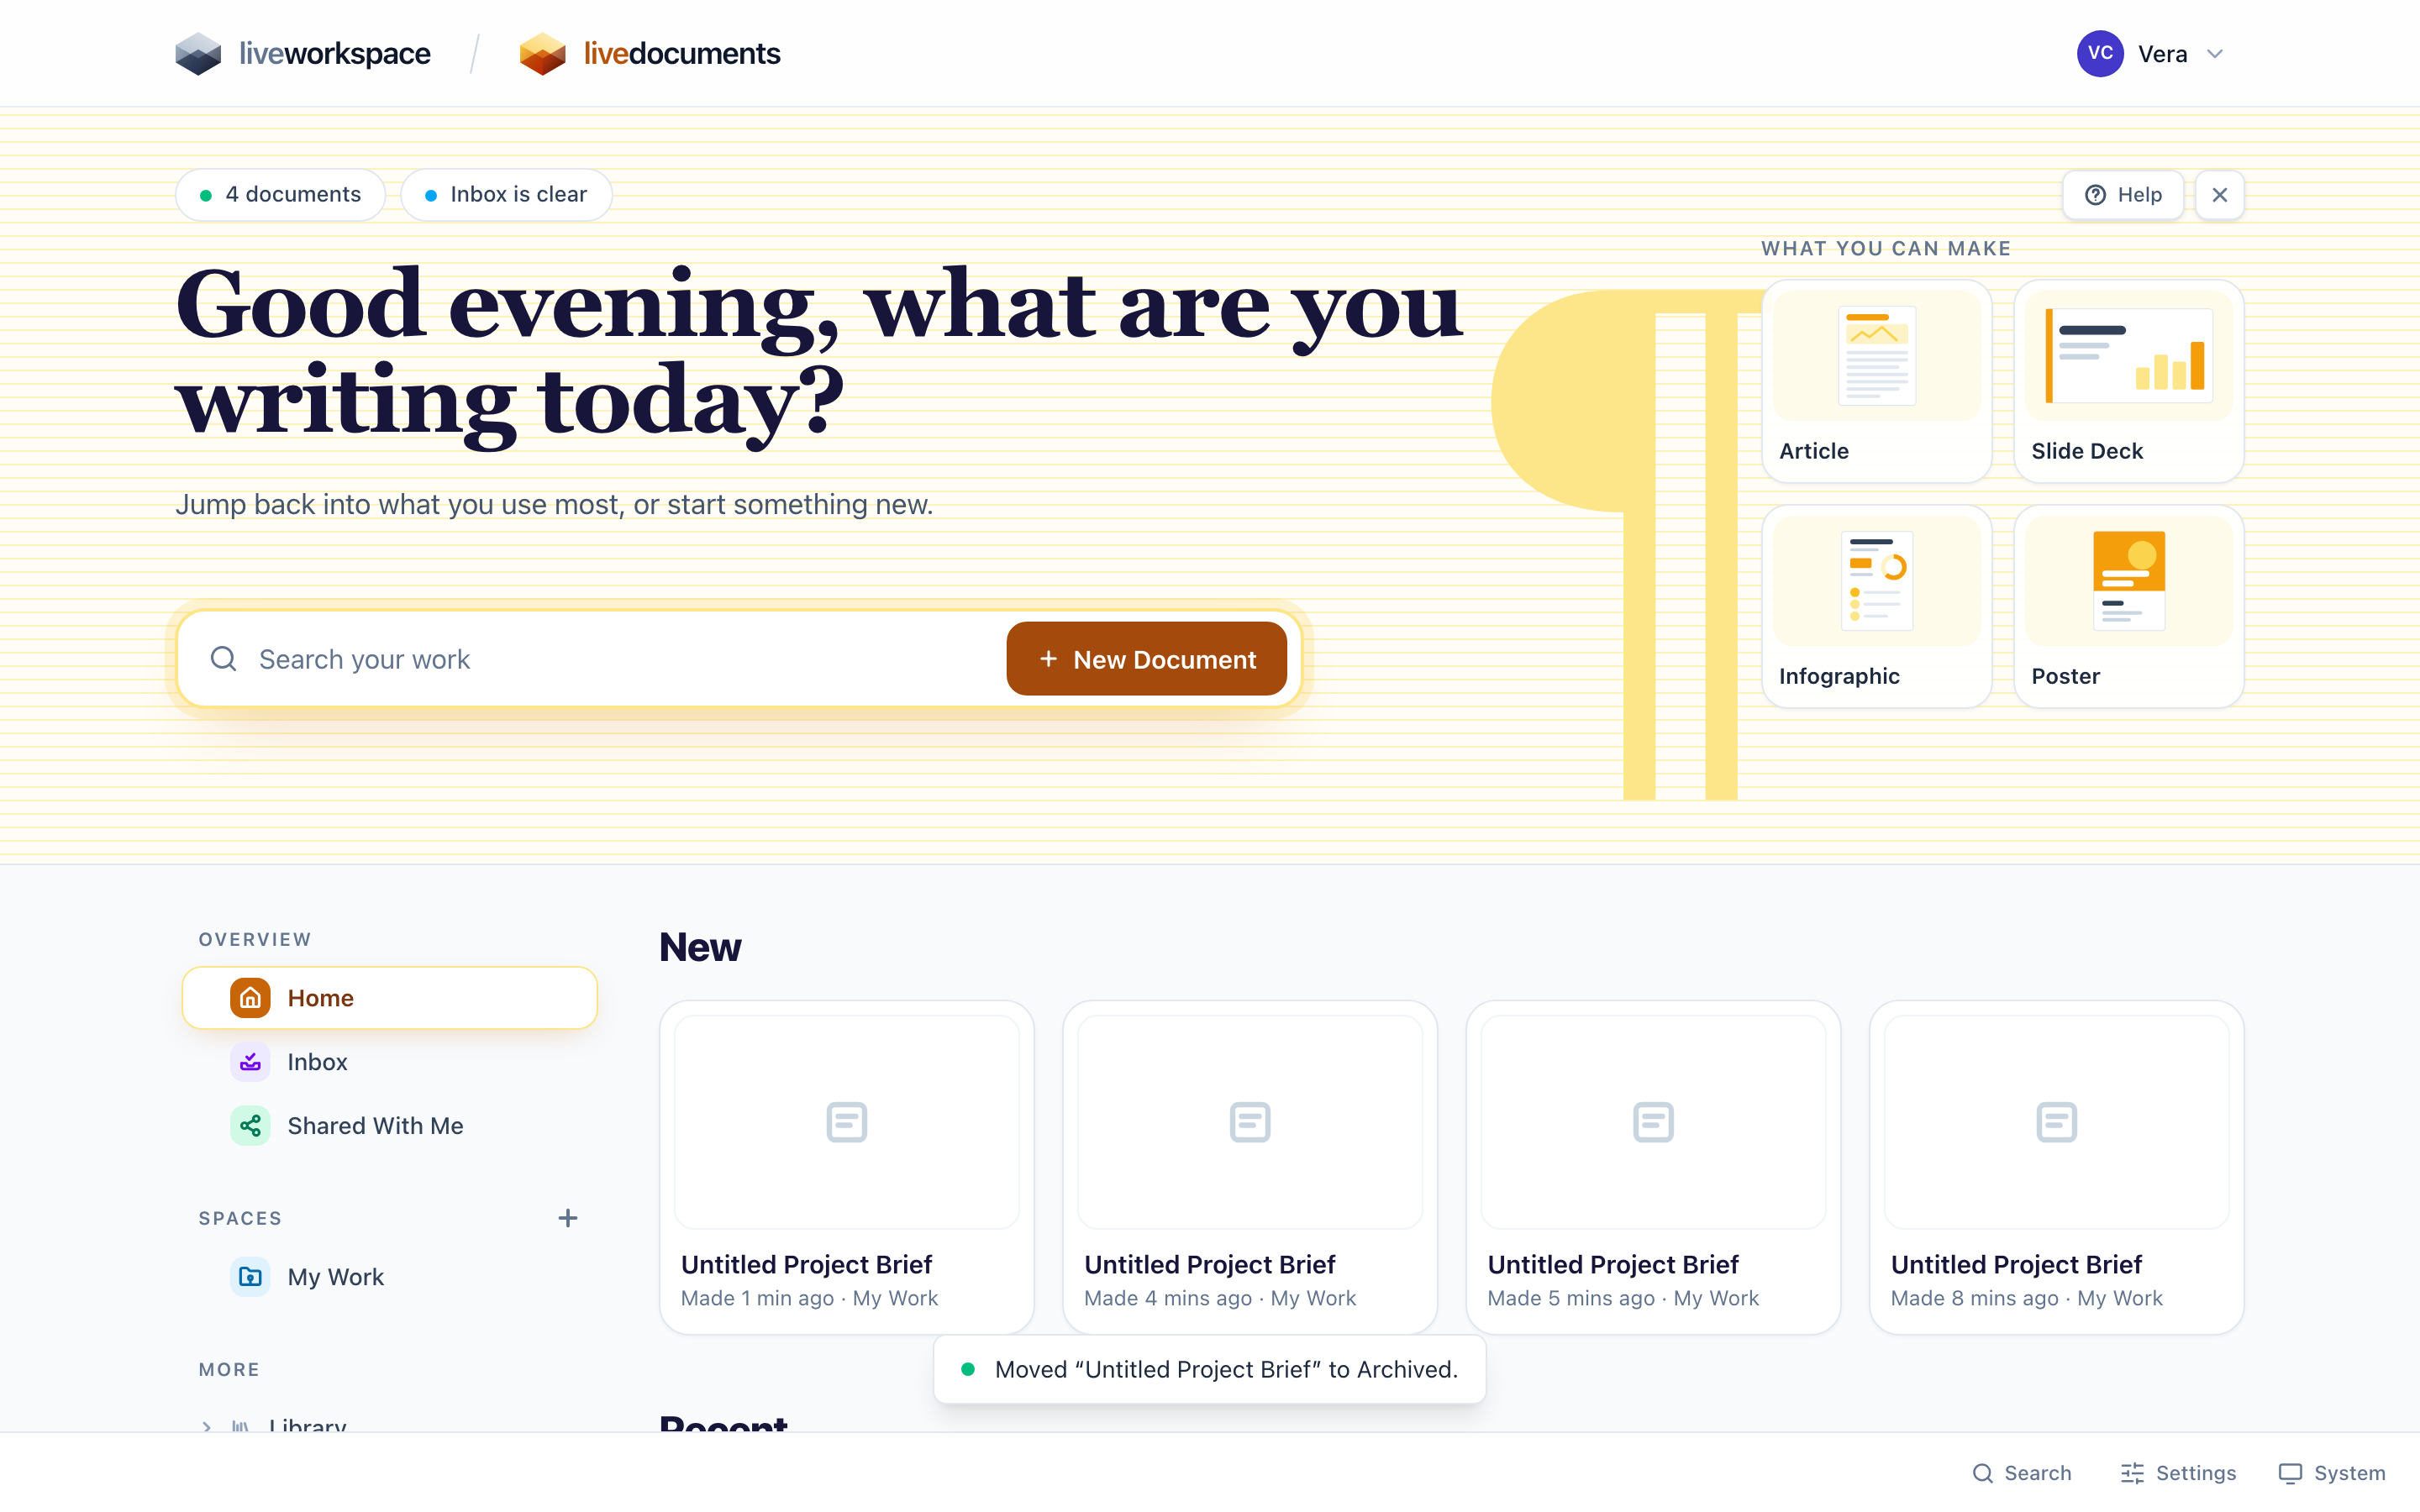 liveworkspace
livedocuments
VC
Vera
4 documents
Inbox is clear
Help
WHAT YOU CAN MAKE
Good evening, what are you
writing today?
Jump back into what you use most, or start something new.
Article
Slide Deck
Infographic
Poster
Search your work
+ New Document
¶
OVERVIEW
Home
Inbox
Shared With Me
SPACES
My Work
MORE
Library
New
Untitled Project Brief
Made 1 min ago · My Work
Untitled Project Brief
Made 4 mins ago · My Work
Untitled Project Brief
Made 5 mins ago · My Work
Untitled Project Brief
Made 8 mins ago · My Work
Moved “Untitled Project Brief” to Archived.
Recent
Search
Settings
System